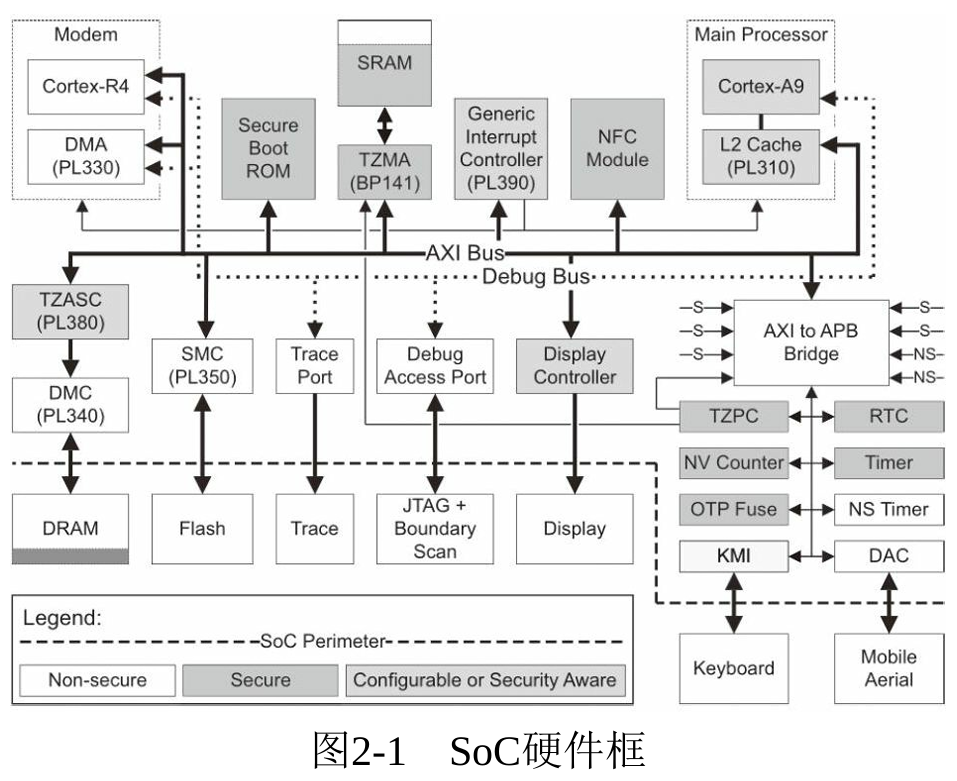 Modem
Cortex-R4
DMA
(PL330)
Secure
Boot
ROM
SRAM
TZMA
(BP141)
Generic
Interrupt
Controller
(PL390)
NFC
Module
Main Processor
Cortex-A9
L2 Cache
(PL310)
AXI Bus
Debug Bus
TZASC
(PL380)
DMC
(PL340)
SMC
(PL350)
Trace
Port
Debug
Access Port
Display
Controller
S
S
S
AXI to APB
Bridge
S
S
NS
NS
TZPC
RTC
NV Counter
Timer
OTP Fuse
NS Timer
KMI
DAC
DRAM
Flash
Trace
JTAG +
Boundary
Scan
Display
Keyboard
Mobile
Aerial
Legend:
SoC Perimeter
Non-secure
Secure
Configurable or Security Aware
图2-1 SoC硬件框